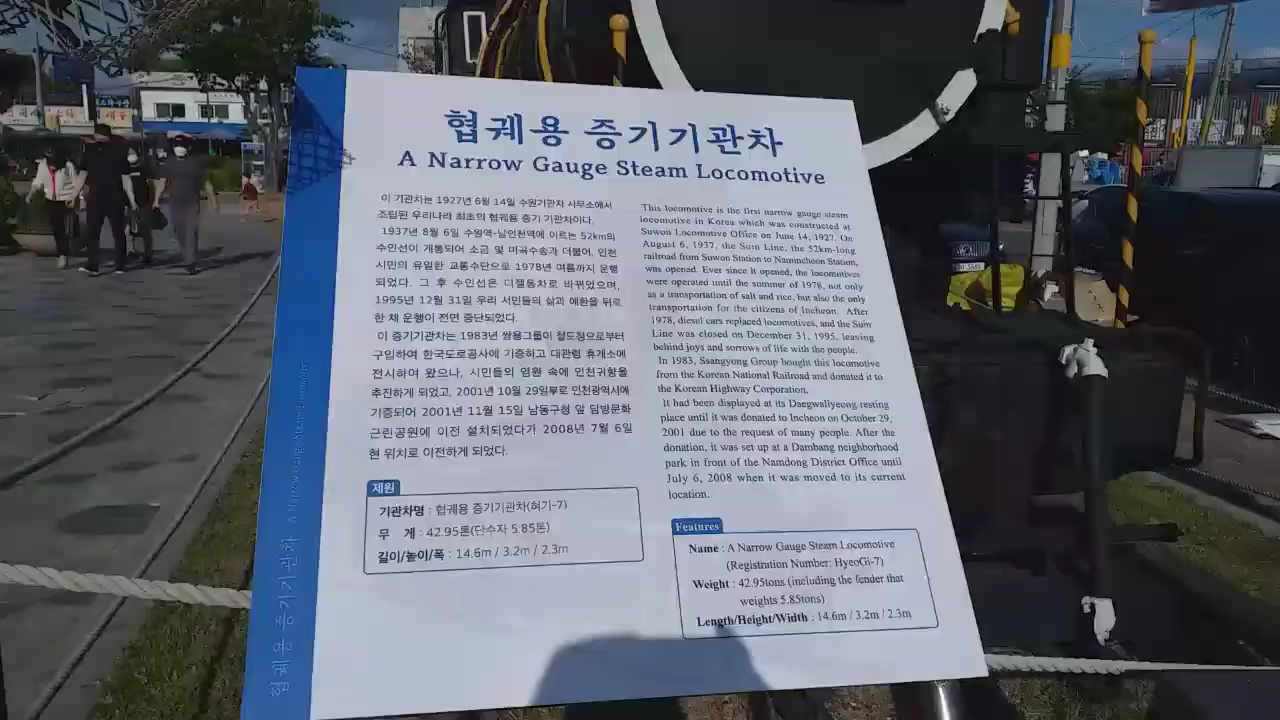 협궤용 증기기관차
A Narrow Gauge Steam Locomotive
이 기관차는 1927년 6월 14일 수원기관차 사무소에서
조립된 우리나라 최초의 협궤용 증기 기관차이다.
1937년 8월 6일 수원역-남인천역에 이르는 52km의
수인선이 개통되어 소금 및 미곡수송과 더불어, 인천
시민의 유일한 교통수단으로 1978년 여름까지 운행
되었다. 그 후 수인선은 디젤동차로 바뀌었으며,
1995년 12월 31일 우리 서민들의 삶과 애환을 뒤로
한 채 운행이 전면 중단되었다.
이 증기기관차는 1983년 쌍용그룹이 철도청으로부터
구입하여 한국도로공사에 기증하고 대관령 휴게소에
전시하여 왔으나, 시민들의 염원 속에 인천귀향을
추진하게 되었고, 2001년 10월 29일부로 인천광역시에
기증되어 2001년 11월 15일 남동구청 앞 담방문화
근린공원에 이전 설치되었다가 2008년 7월 6일
현 위치로 이전하게 되었다.
제원
기관차명 : 협궤용 증기기관차(혀기-7)
무 게 : 42.95톤(단수차 5.85톤)
길이/높이/폭 : 14.6m / 3.2m / 2.3m
This locomotive is the first narrow gauge steam
locomotive in Korea which was constructed at
Suwon Locomotive Office on June 14, 1927. On
August 6, 1937, the Suin Line, the 52km-long
railroad from Suwon Station to Namincheon Station,
was opened. Ever since it opened, the locomotives
were operated until the summer of 1978, not only
as a transportation of salt and rice, but also the only
transportation for the citizens of Incheon. After
1978, diesel cars replaced locomotives, and the Suin
Line was closed on December 31, 1995, leaving
behind joys and sorrows of life with the people.
In 1983, Ssangyong Group bought this locomotive
from the Korean National Railroad and donated it to
the Korean Highway Corporation.
It had been displayed at its Daegwallyeong resting
place until it was donated to Incheon on October 29,
2001 due to the request of many people. After the
donation, it was set up at a Dambang neighborhood
park in front of the Namdong District Office until
July 6, 2008 when it was moved to its current
location.
Features
Name : A Narrow Gauge Steam Locomotive
(Registration Number: HyeoGi-7)
Weight : 42.95tons (including the fender that
weights 5.85tons)
Length/Height/Width : 14.6m / 3.2m / 2.3m
협궤용 증기기관차 A Narrow Gauge Steam Locomotive